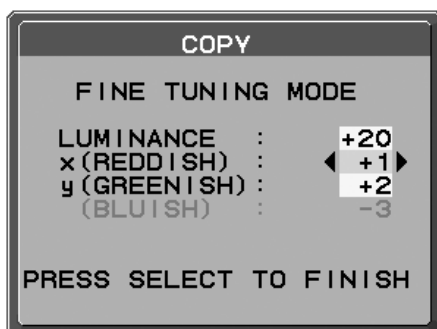 COPY
FINE TUNING MODE
LUMINANCE : +20
x(REDDISH) : +1
y(GREENISH) : +2
(BLUISH) : -3
PRESS SELECT TO FINISH